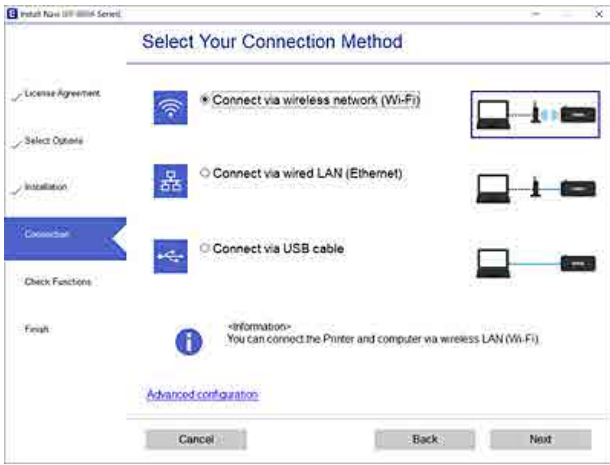 Install Navi
Series]
Select Your Connection Method
License Agreement
Select Options
Installation
Connection
Check Functions
Finish
Connect via wireless network (Wi-Fi)
Connect via wired LAN (Ethernet)
Connect via USB cable
<Information>
You can connect the Printer and computer via wireless LAN (Wi-Fi)
Advanced configuration
Cancel
Back
Next